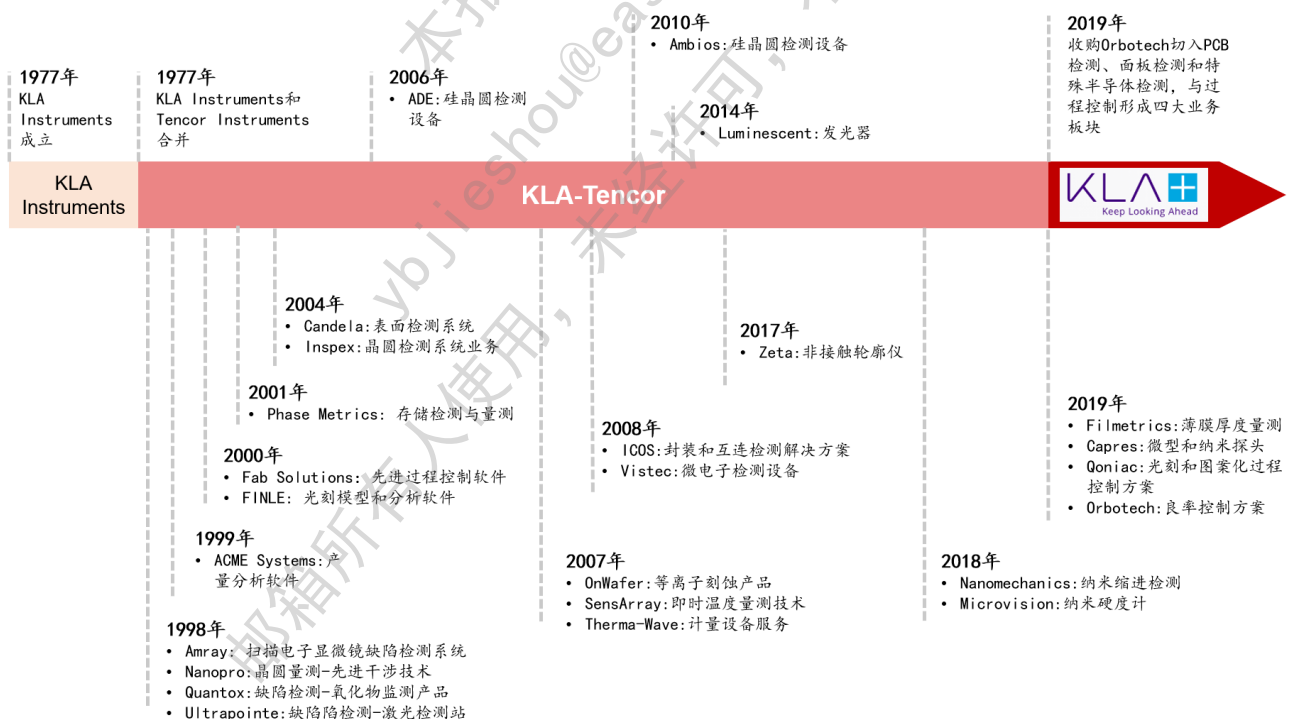 1977年
KLA
Instruments
成立
1977年
KLA Instruments和
Tencor Instruments
合并
2006年
• ADE:硅晶圆检测
设备
2010年
• Ambios:硅晶圆检测设备
2014年
• Luminescent:发光器
2019年
收购Orbotech切入PCB
检测、面板检测和特
殊半导体检测，与过
程控制形成四大业务
板块
KLA
Instruments
KLA-Tencor
KLA+
Keep Looking Ahead
2004年
• Candela:表面检测系统
• Inspex:晶圆检测系统业务
2001年
• Phase Metrics: 存储检测与量测
2000年
• Fab Solutions: 先进过程控制软件
• FINLE: 光刻模型和分析软件
1999年
• ACME Systems:产
量分析软件
1998年
• Amray: 扫描电子显微镜缺陷检测系统
• Nanopro:晶圆量测-先进干涉技术
• Quantox:缺陷检测-氧化物监测产品
• Ultrapointe:缺陷陷检测-激光检测站
2017年
• Zeta:非接触轮廓仪
2008年
• ICOS:封装和互连检测解决方案
• Vistec:微电子检测设备
2007年
• OnWafer:等离子刻蚀产品
• SensArray:即时温度量测技术
• Therma-Wave:计量设备服务
2019年
• Filmetrics:薄膜厚度量测
• Capres:微型和纳米探头
• Qoniac:光刻和图案化过程
控制方案
• Orbotech:良率控制方案
2018年
• Nanomechanics:纳米缩进检测
• Microvision:纳米硬度计
本报
ybjieshou@eas
邮箱所有人使用，未经许可，